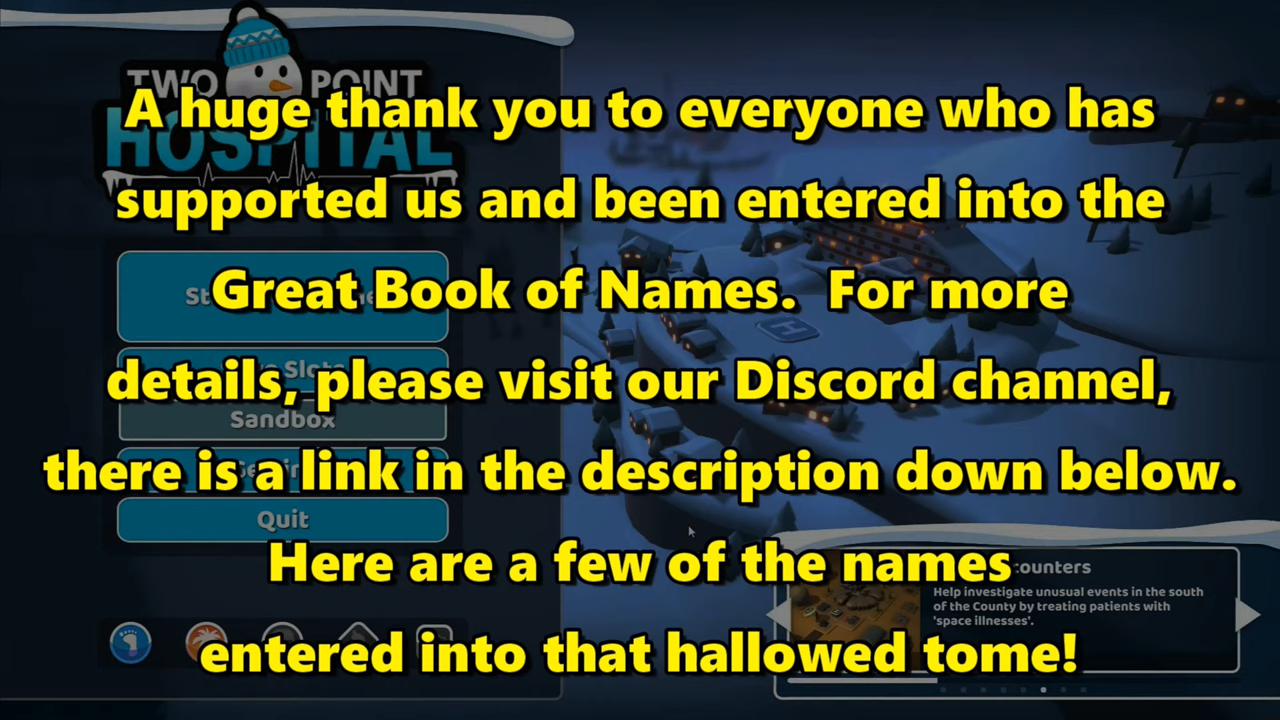 TWO POINT
HOSPITAL
A huge thank you to everyone who has
supported us and been entered into the
Great Book of Names.  For more
details, please visit our Discord channel,
there is a link in the description down below.
Here are a few of the names
entered into that hallowed tome!
Sandbox
Quit
Help investigate unusual events in the south
of the County by treating patients with
'space illnesses'.
H